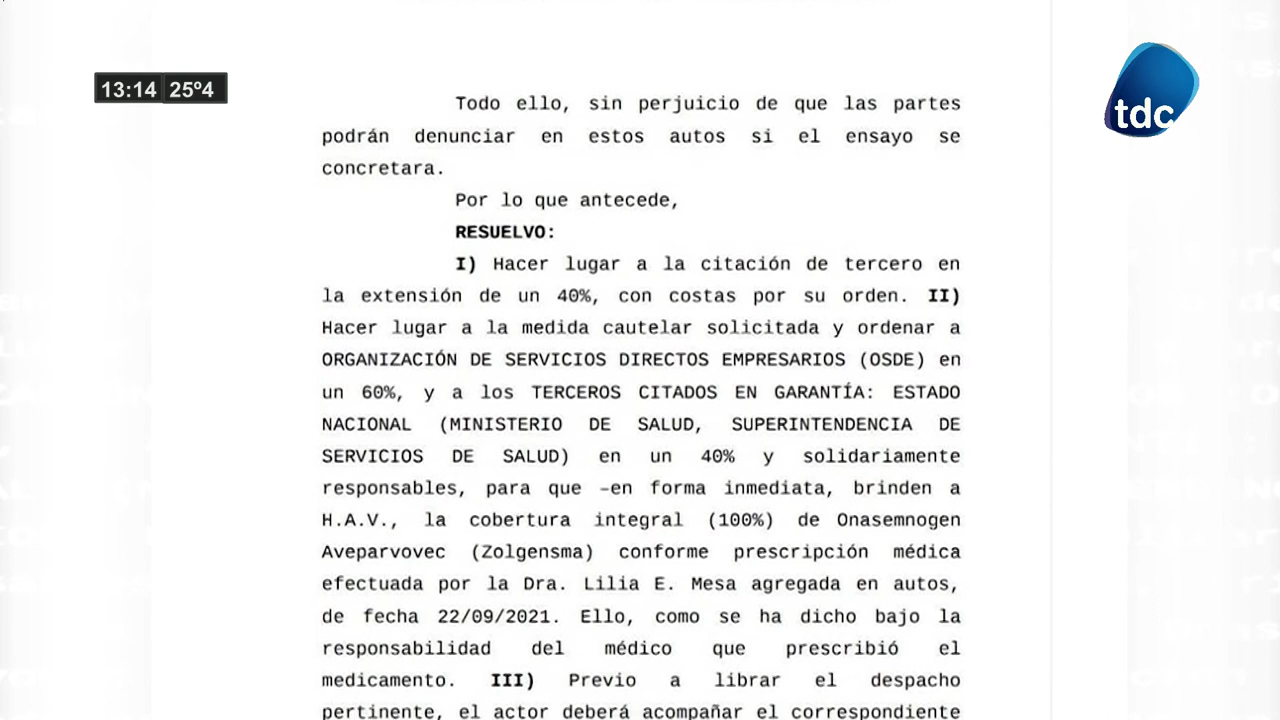 13:14 25º4
tdc
Todo ello, sin perjuicio de que las partes
podrán denunciar en estos autos si el ensayo se
concretara.
Por lo que antecede,
RESUELVO:
I) Hacer lugar a la citación de tercero en
la extensión de un 40%, con costas por su orden. II)
Hacer lugar a la medida cautelar solicitada y ordenar a
ORGANIZACIÓN DE SERVICIOS DIRECTOS EMPRESARIOS (OSDE) en
un 60%, y a los TERCEROS CITADOS EN GARANTÍA: ESTADO
NACIONAL (MINISTERIO DE SALUD, SUPERINTENDENCIA DE
SERVICIOS DE SALUD) en un 40% y solidariamente
responsables, para que –en forma inmediata, brinden a
H.A.V., la cobertura integral (100%) de Onasemnogen
Aveparvovec (Zolgensma) conforme prescripción médica
efectuada por la Dra. Lilia E. Mesa agregada en autos,
de fecha 22/09/2021. Ello, como se ha dicho bajo la
responsabilidad del médico que prescribió el
medicamento. III) Previo a librar el despacho
pertinente, el actor deberá acompañar el correspondiente